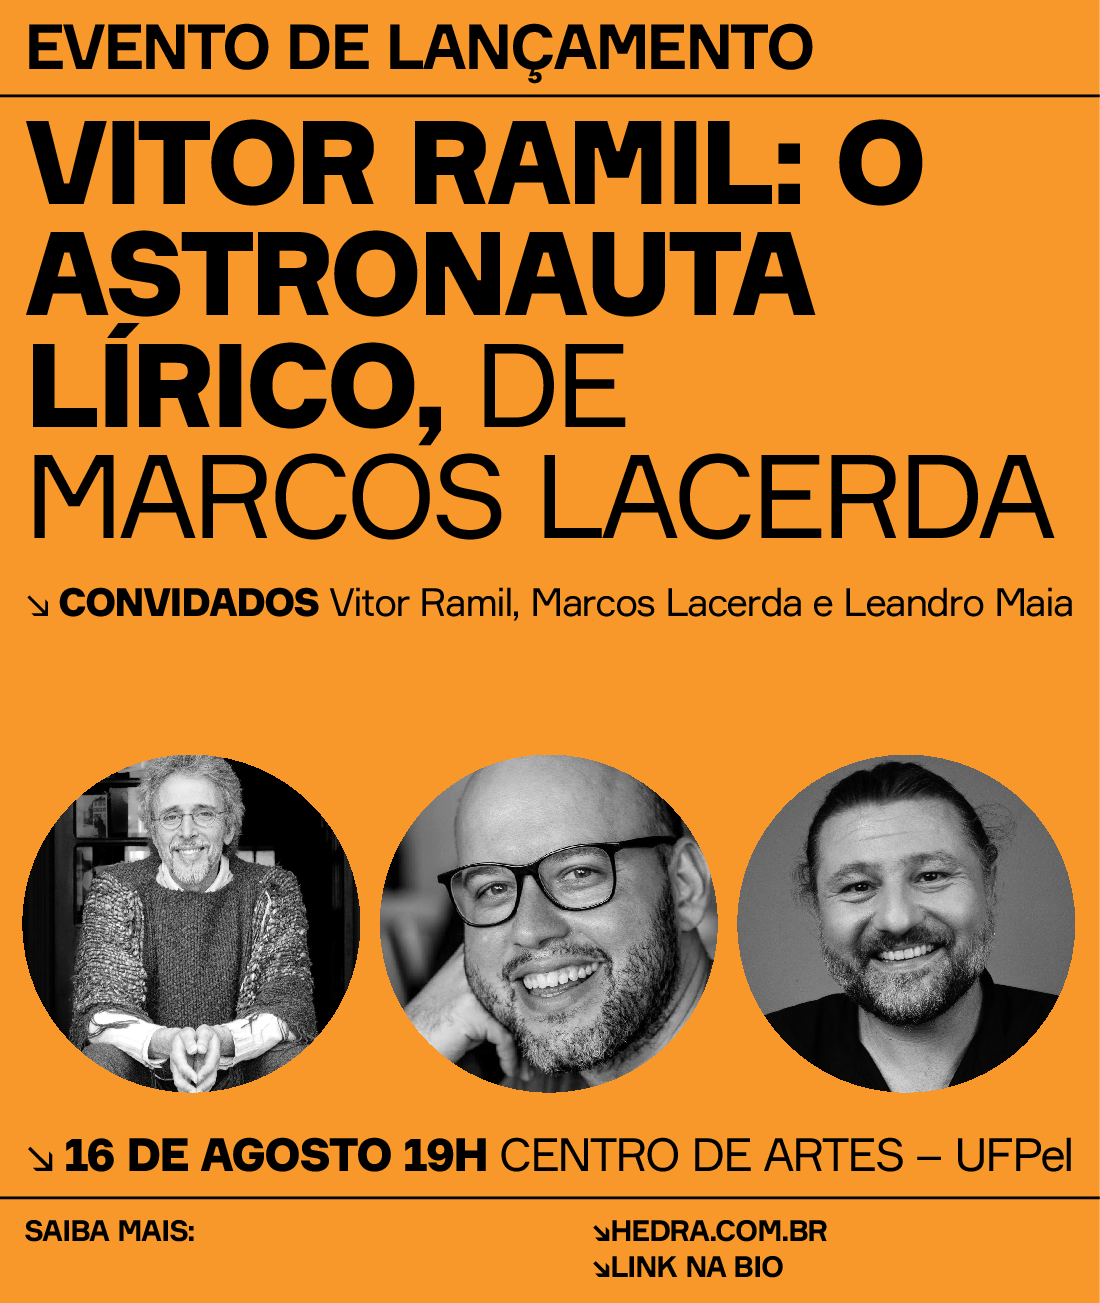 EVENTO DE LANÇAMENTO
VITOR RAMIL: O
ASTRONAUTA
LÍRICO, DE
MARCOS LACERDA
↘ CONVIDADOS Vitor Ramil, Marcos Lacerda e Leandro Maia
↘ 16 DE AGOSTO 19H CENTRO DE ARTES – UFPel
SAIBA MAIS:
↘HEDRA.COM.BR
↘LINK NA BIO